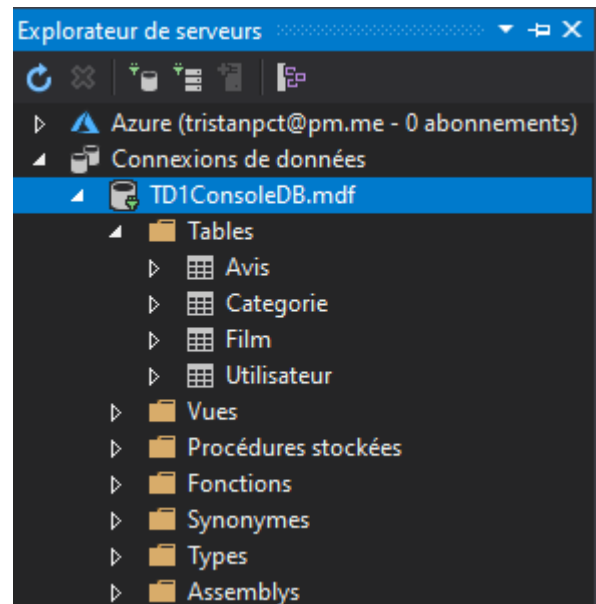 Explorateur de serveurs
Azure (tristanpct@pm.me - 0 abonnements)
Connexions de données
TD1ConsoleDB.mdf
Tables
Avis
Categorie
Film
Utilisateur
Vues
Procédures stockées
Fonctions
Synonymes
Types
Assemblys